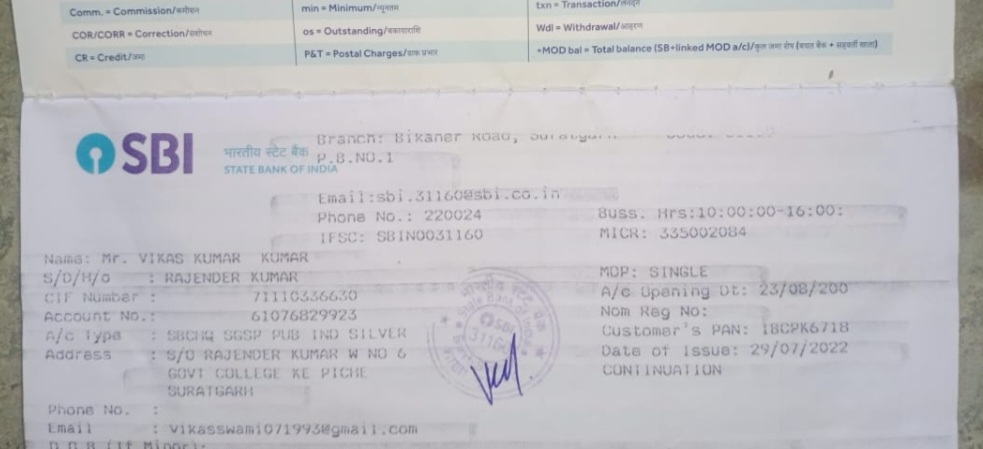 Comm. = Commission/कमीशन
COR/CORR = Correction/संशोधन
CR = Credit/जमा
min = Minimum/न्यूनतम
os = Outstanding/बकायाराशि
P&T = Postal Charges/डाक प्रभार
txn = Transaction/लेनदेन
Wdl = Withdrawal/आहरण
+MOD bal = Total balance (SB+linked MOD a/c)/कुल जमा शेष (बचत बैंक + सहवर्ती खाता)
SBI
भारतीय स्टेट बैंक
STATE BANK OF INDIA
Branch: Bikaner Road,
P.B.NO.1
Email:sbi.31160@sbi.co.in
Phone No.: 220024 Buss. Hrs:10:00:00-16:00:
IFSC: SBIN0031160 MICR: 335002084
Name: Mr. VIKAS KUMAR KUMAR
S/D/H/o : RAJENDER KUMAR MOP: SINGLE
CIF Number : 71110336630 A/c Opening Dt: 23/08/200
Account No.: 61076829923 Nom Reg No:
A/c Type : SBCHQ SGSP PUB IND SILVER Customer's PAN:
Address : S/O RAJENDER KUMAR W NO 6 Date of Issue: 29/07/2022
GOVT COLLEGE KE PICHE CONTINUATION
SURATGARH
Phone No. :
Email : vikasswami071993@gmail.com
D.O.B (If Minor):
SBI